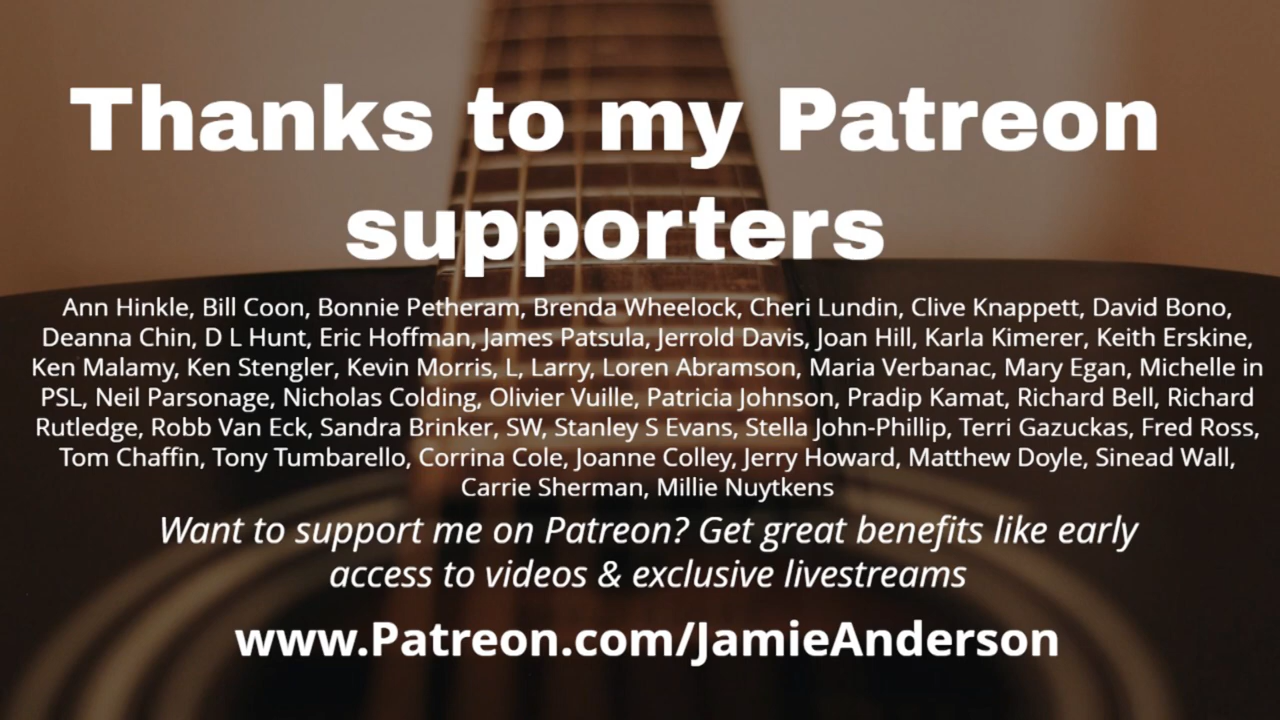 Thanks to my Patreon
supporters
Ann Hinkle, Bill Coon, Bonnie Petheram, Brenda Wheelock, Cheri Lundin, Clive Knappett, David Bono,
Deanna Chin, D L Hunt, Eric Hoffman, James Patsula, Jerrold Davis, Joan Hill, Karla Kimerer, Keith Erskine,
Ken Malamy, Ken Stengler, Kevin Morris, L, Larry, Loren Abramson, Maria Verbanac, Mary Egan, Michelle in
PSL, Neil Parsonage, Nicholas Colding, Olivier Vuille, Patricia Johnson, Pradip Kamat, Richard Bell, Richard
Rutledge, Robb Van Eck, Sandra Brinker, SW, Stanley S Evans, Stella John-Phillip, Terri Gazuckas, Fred Ross,
Tom Chaffin, Tony Tumbarello, Corrina Cole, Joanne Colley, Jerry Howard, Matthew Doyle, Sinead Wall,
Carrie Sherman, Millie Nuytkens
Want to support me on Patreon? Get great benefits like early
access to videos & exclusive livestreams
www.Patreon.com/JamieAnderson